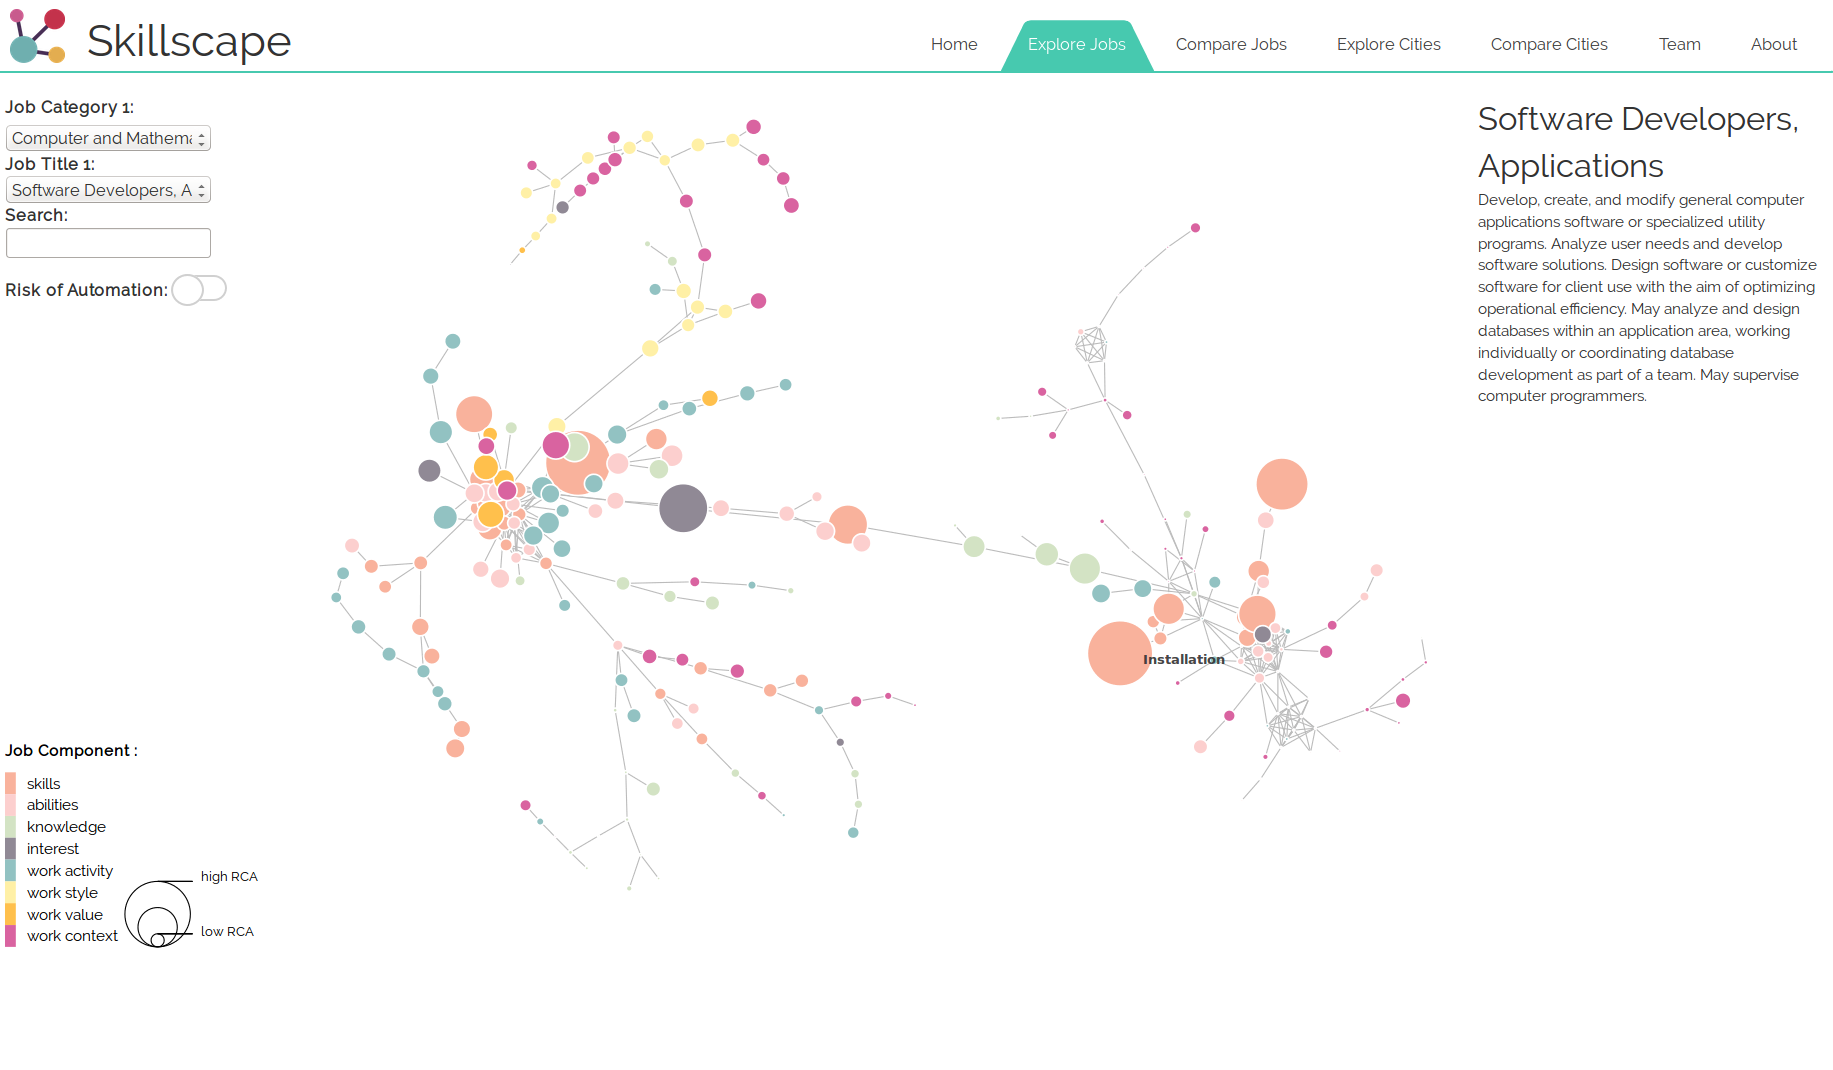 Skillscape
Home
Explore Jobs
Compare Jobs
Explore Cities
Compare Cities
Team
About
Job Category 1:
Computer and Mathema
Job Title 1:
Software Developers, A
Search:
Risk of Automation:
Software Developers,
Applications
Develop, create, and modify general computer
applications software or specialized utility
programs. Analyze user needs and develop
software solutions. Design software or customize
software for client use with the aim of optimizing
operational efficiency. May analyze and design
databases within an application area, working
individually or coordinating database
development as part of a team. May supervise
computer programmers.
Installation
Job Component :
skills
abilities
knowledge
interest
work activity
work style
work value
work context
high RCA
low RCA